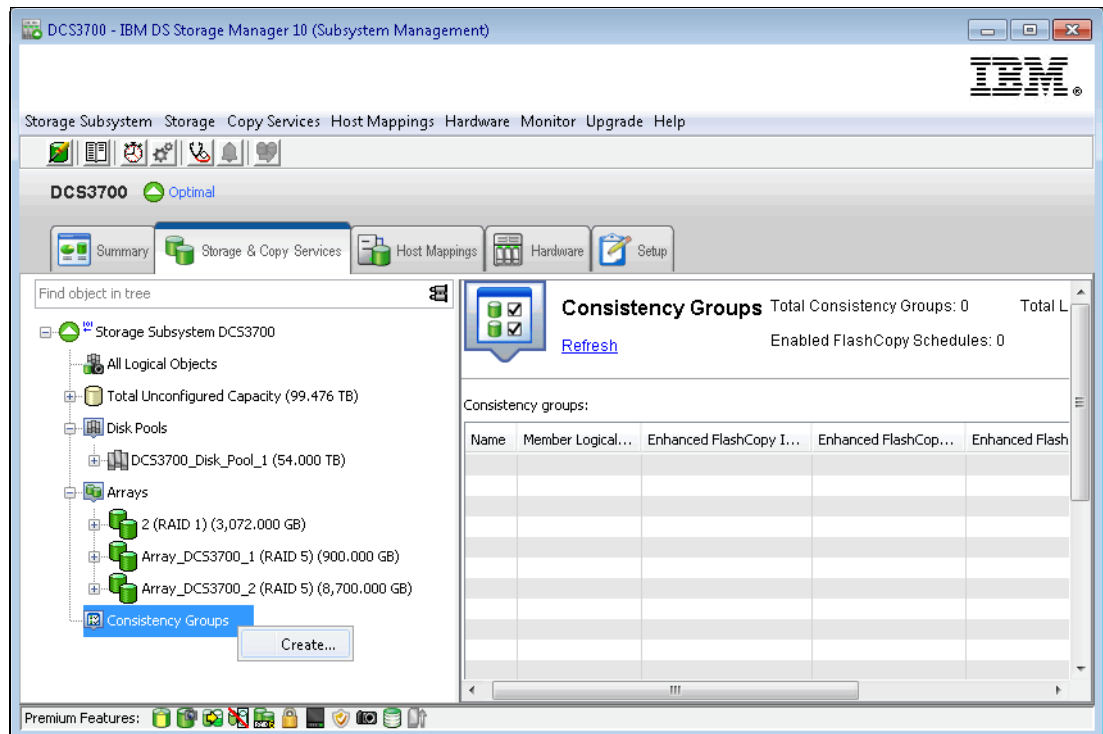 DCS3700 - IBM DS Storage Manager 10 (Subsystem Management)
IBM®
Storage Subsystem Storage Copy Services Host Mappings Hardware Monitor Upgrade Help
DCS3700 Optimal
Summary Storage & Copy Services Host Mappings Hardware Setup
Find object in tree
Storage Subsystem DCS3700
All Logical Objects
Total Unconfigured Capacity (99.476 TB)
Disk Pools
DCS3700_Disk_Pool_1 (54.000 TB)
Arrays
2 (RAID 1) (3,072.000 GB)
Array_DCS3700_1 (RAID 5) (900.000 GB)
Array_DCS3700_2 (RAID 5) (8,700.000 GB)
Consistency Groups
Create...
Consistency Groups Total Consistency Groups: 0 Total L
Refresh Enabled FlashCopy Schedules: 0
Consistency groups:
Name Member Logical... Enhanced FlashCopy I... Enhanced FlashCop... Enhanced Flash
Premium Features: